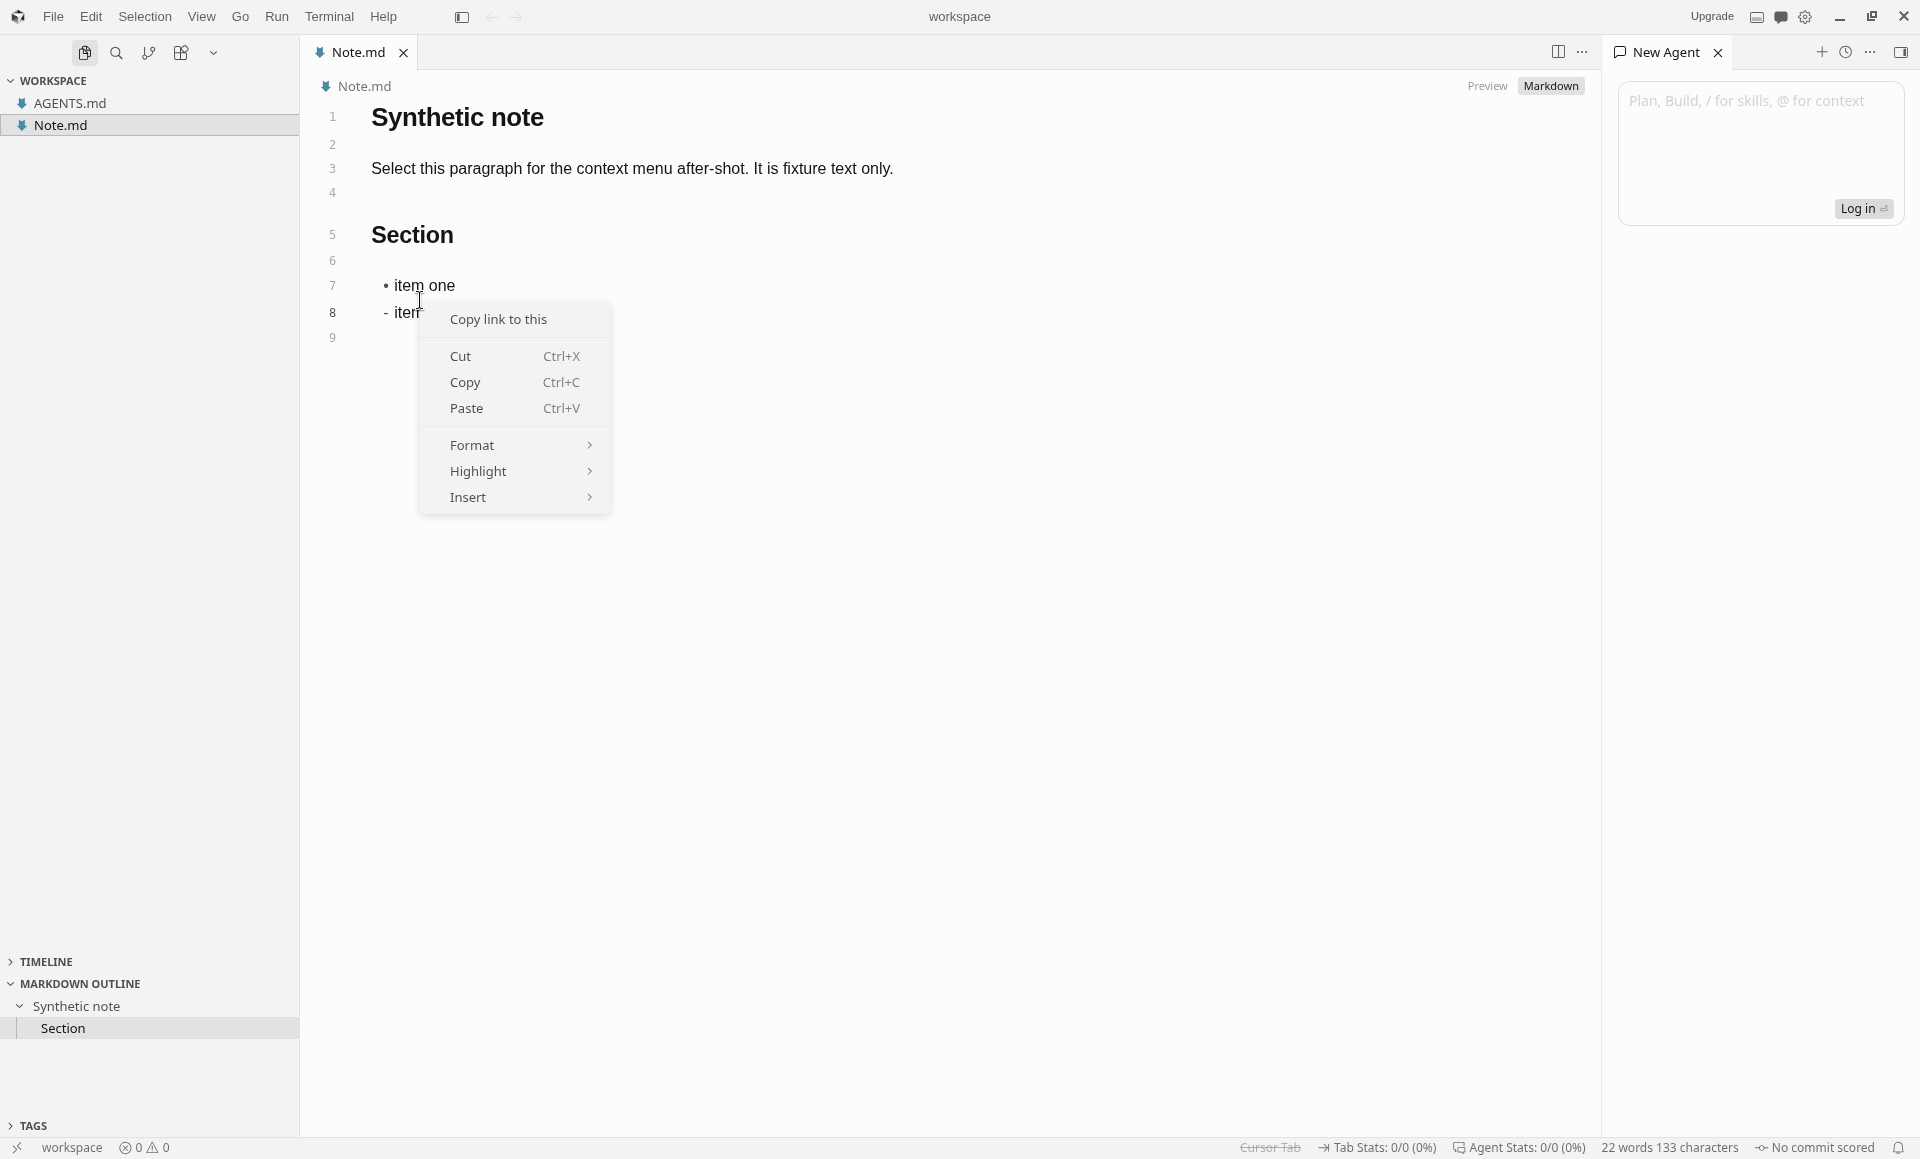 File Edit Selection View Go Run Terminal Help
workspace
Upgrade
WORKSPACE
AGENTS.md
Note.md
Note.md
Note.md
Preview Markdown
1 Synthetic note
2
3 Select this paragraph for the context menu after-shot. It is fixture text only.
4
5 Section
6
7 • item one
8 - item
9
Copy link to this
Cut Ctrl+X
Copy Ctrl+C
Paste Ctrl+V
Format
Highlight
Insert
New Agent
Plan, Build, / for skills, @ for context
Log in ⏎
TIMELINE
MARKDOWN OUTLINE
Synthetic note
Section
TAGS
workspace 0 0
Cursor Tab Tab Stats: 0/0 (0%) Agent Stats: 0/0 (0%) 22 words 133 characters No commit scored